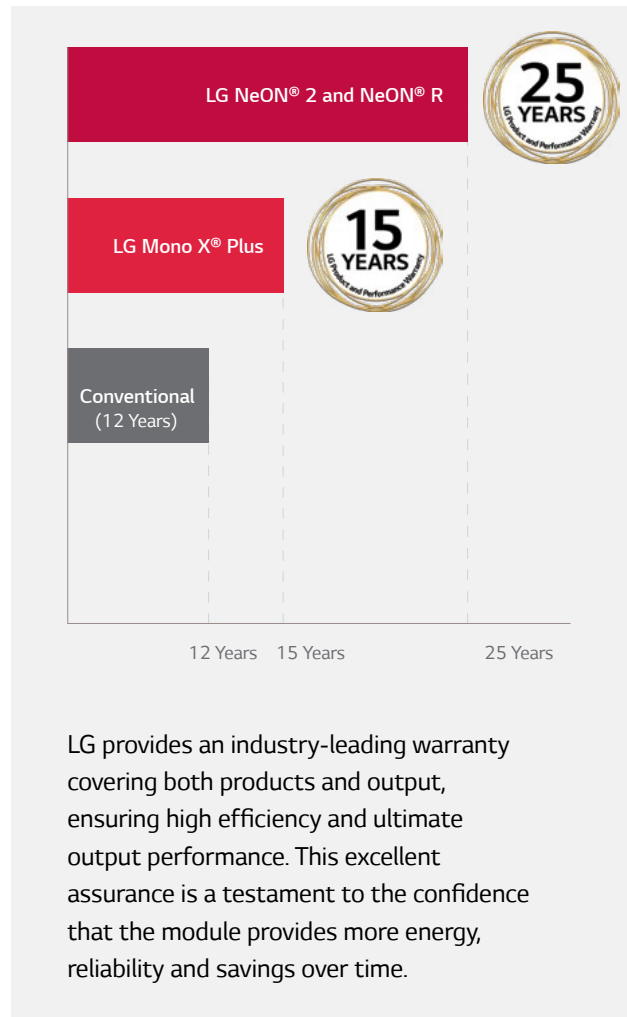 LG NeON® 2 and NeON® R
25
YEARS
LG Product and Performance Warranty
LG Mono X® Plus
15
YEARS
LG Product and Performance Warranty
Conventional
(12 Years)
12 Years 15 Years 25 Years
LG provides an industry-leading warranty
covering both products and output,
ensuring high efficiency and ultimate
output performance. This excellent
assurance is a testament to the confidence
that the module provides more energy,
reliability and savings over time.